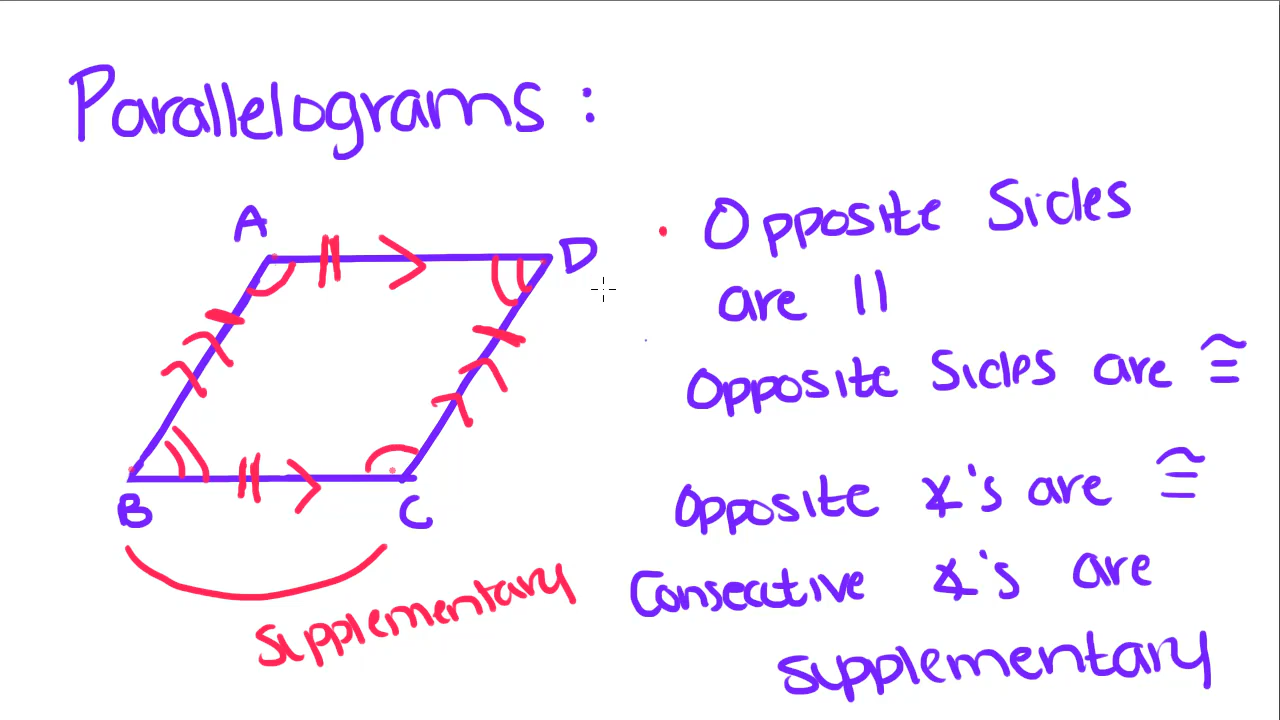 Parallelograms :
A
D
B
C
supplementary
• Opposite Sides
are ||
Opposite Sides are ≅
Opposite ∡'s are ≅
Consecutive ∡'s are
supplementary